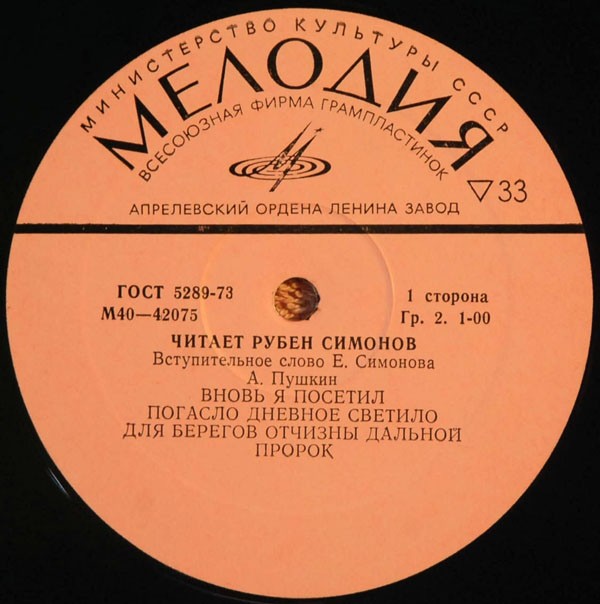 МИНИСТЕРСТВО КУЛЬТУРЫ СССР
МЕЛОДИЯ
ВСЕСОЮЗНАЯ ФИРМА ГРАМПЛАСТИНОК
▽33
АПРЕЛЕВСКИЙ ОРДЕНА ЛЕНИНА ЗАВОД
ГОСТ 5289-73
М40—42075
1 сторона
Гр. 2. 1-00
ЧИТАЕТ РУБЕН СИМОНОВ
Вступительное слово Е. Симонова
А. Пушкин
ВНОВЬ Я ПОСЕТИЛ
ПОГАСЛО ДНЕВНОЕ СВЕТИЛО
ДЛЯ БЕРЕГОВ ОТЧИЗНЫ ДАЛЬНОЙ
ПРОРОК